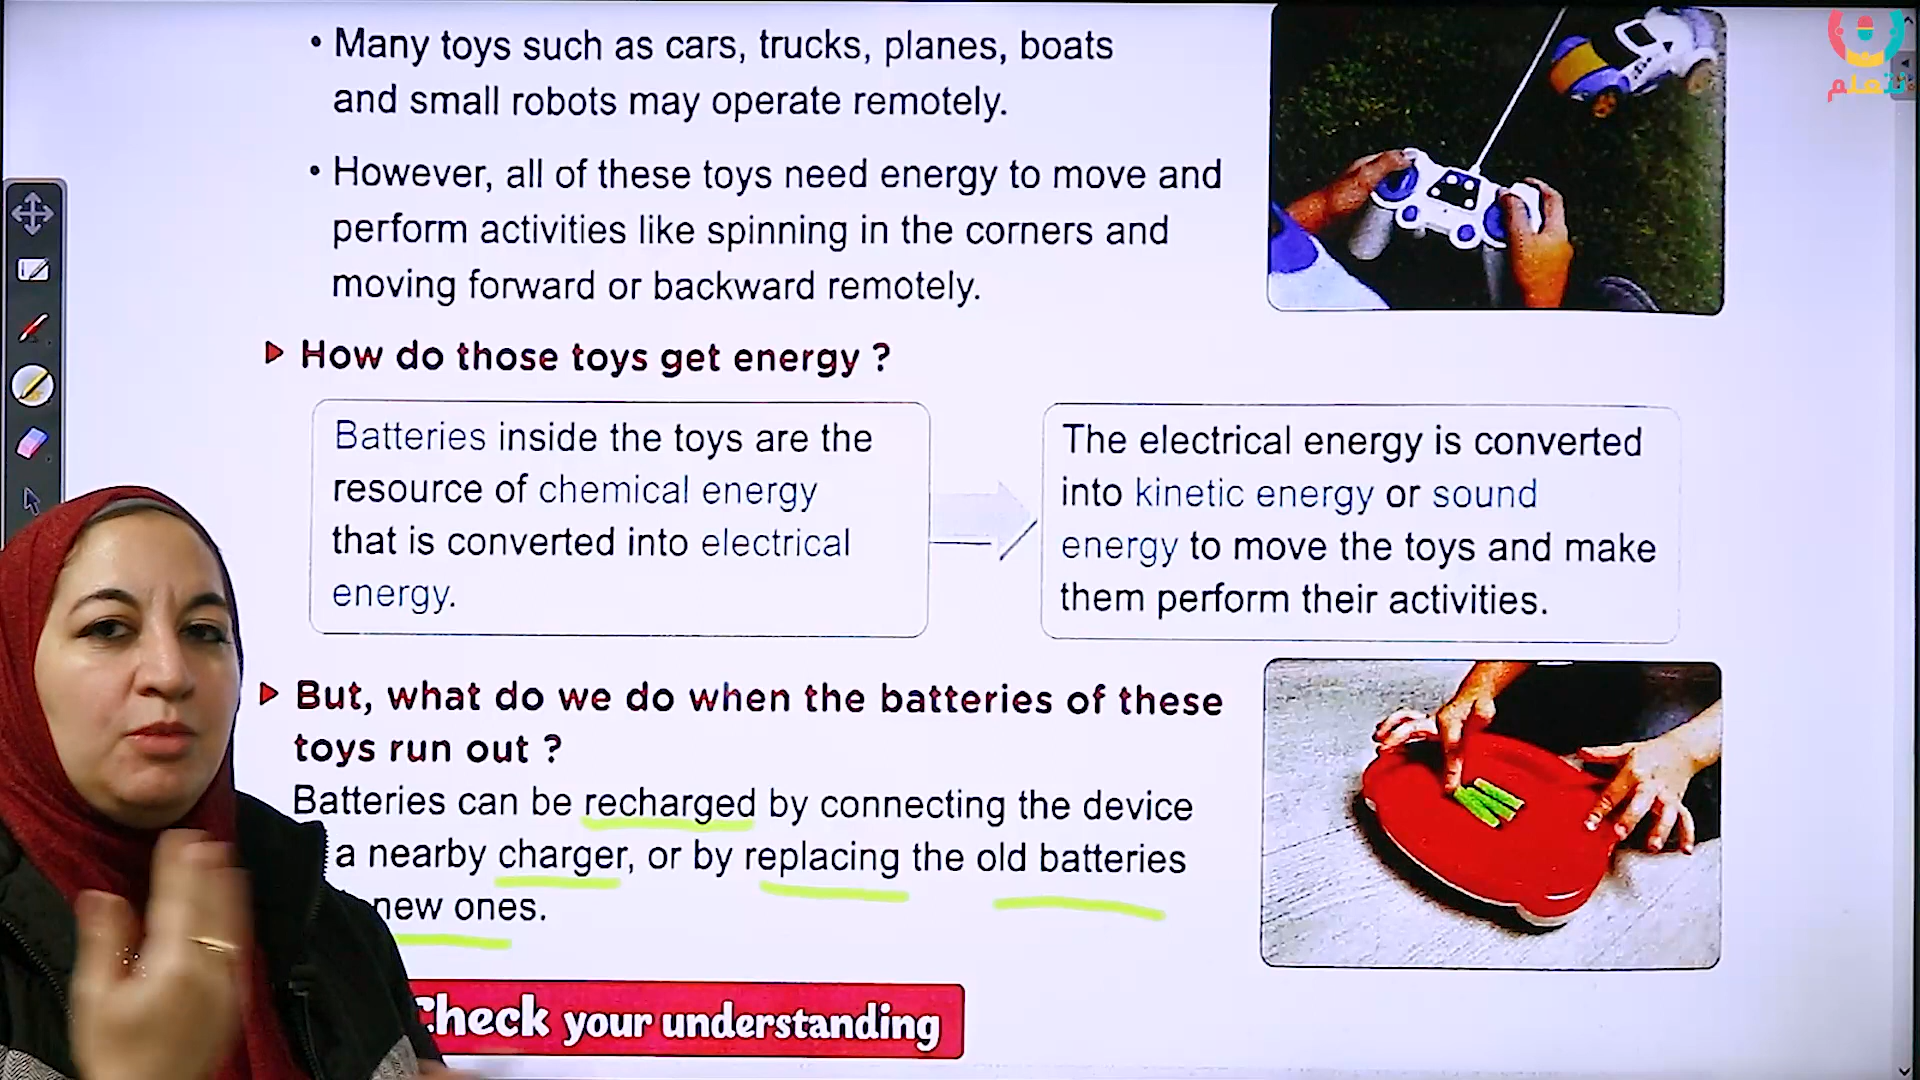 • Many toys such as cars, trucks, planes, boats
and small robots may operate remotely.
• However, all of these toys need energy to move and
perform activities like spinning in the corners and
moving forward or backward remotely.
How do those toys get energy ?
Batteries inside the toys are the
resource of chemical energy
that is converted into electrical
energy.
The electrical energy is converted
into kinetic energy or sound
energy to move the toys and make
them perform their activities.
But, what do we do when the batteries of these
toys run out ?
Batteries can be recharged by connecting the device
a nearby charger, or by replacing the old batteries
new ones.
Check your understanding
نتعلم